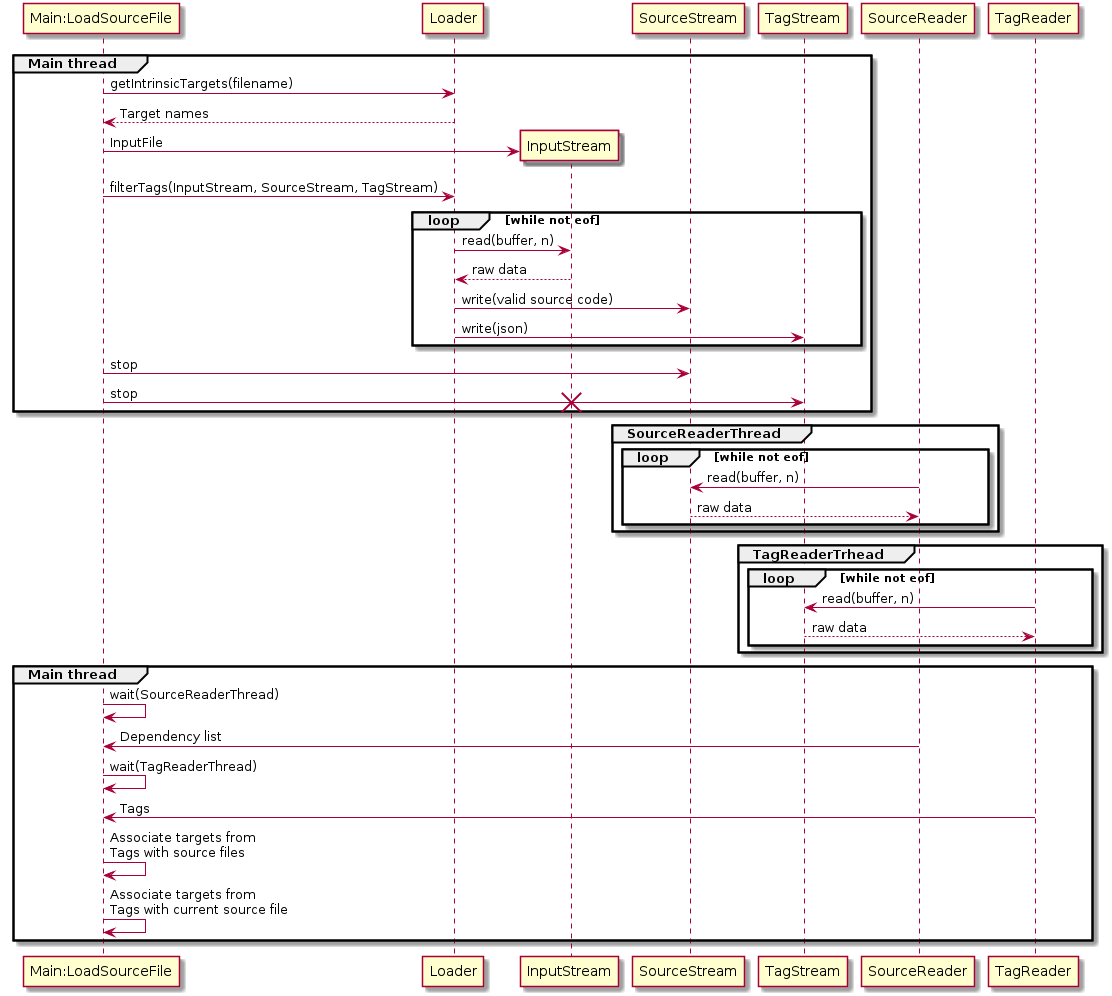 Main:LoadSourceFile
Loader
SourceStream
TagStream
SourceReader
TagReader
Main thread
getIntrinsicTargets(filename)
Target names
InputFile
InputStream
filterTags(InputStream, SourceStream, TagStream)
loop
[while not eof]
read(buffer, n)
raw data
write(valid source code)
write(json)
stop
stop
SourceReaderThread
loop
[while not eof]
read(buffer, n)
raw data
TagReaderTrhead
loop
[while not eof]
read(buffer, n)
raw data
Main thread
wait(SourceReaderThread)
Dependency list
wait(TagReaderThread)
Tags
Associate targets from
Tags with source files
Associate targets from
Tags with current source file
Main:LoadSourceFile
Loader
InputStream
SourceStream
TagStream
SourceReader
TagReader